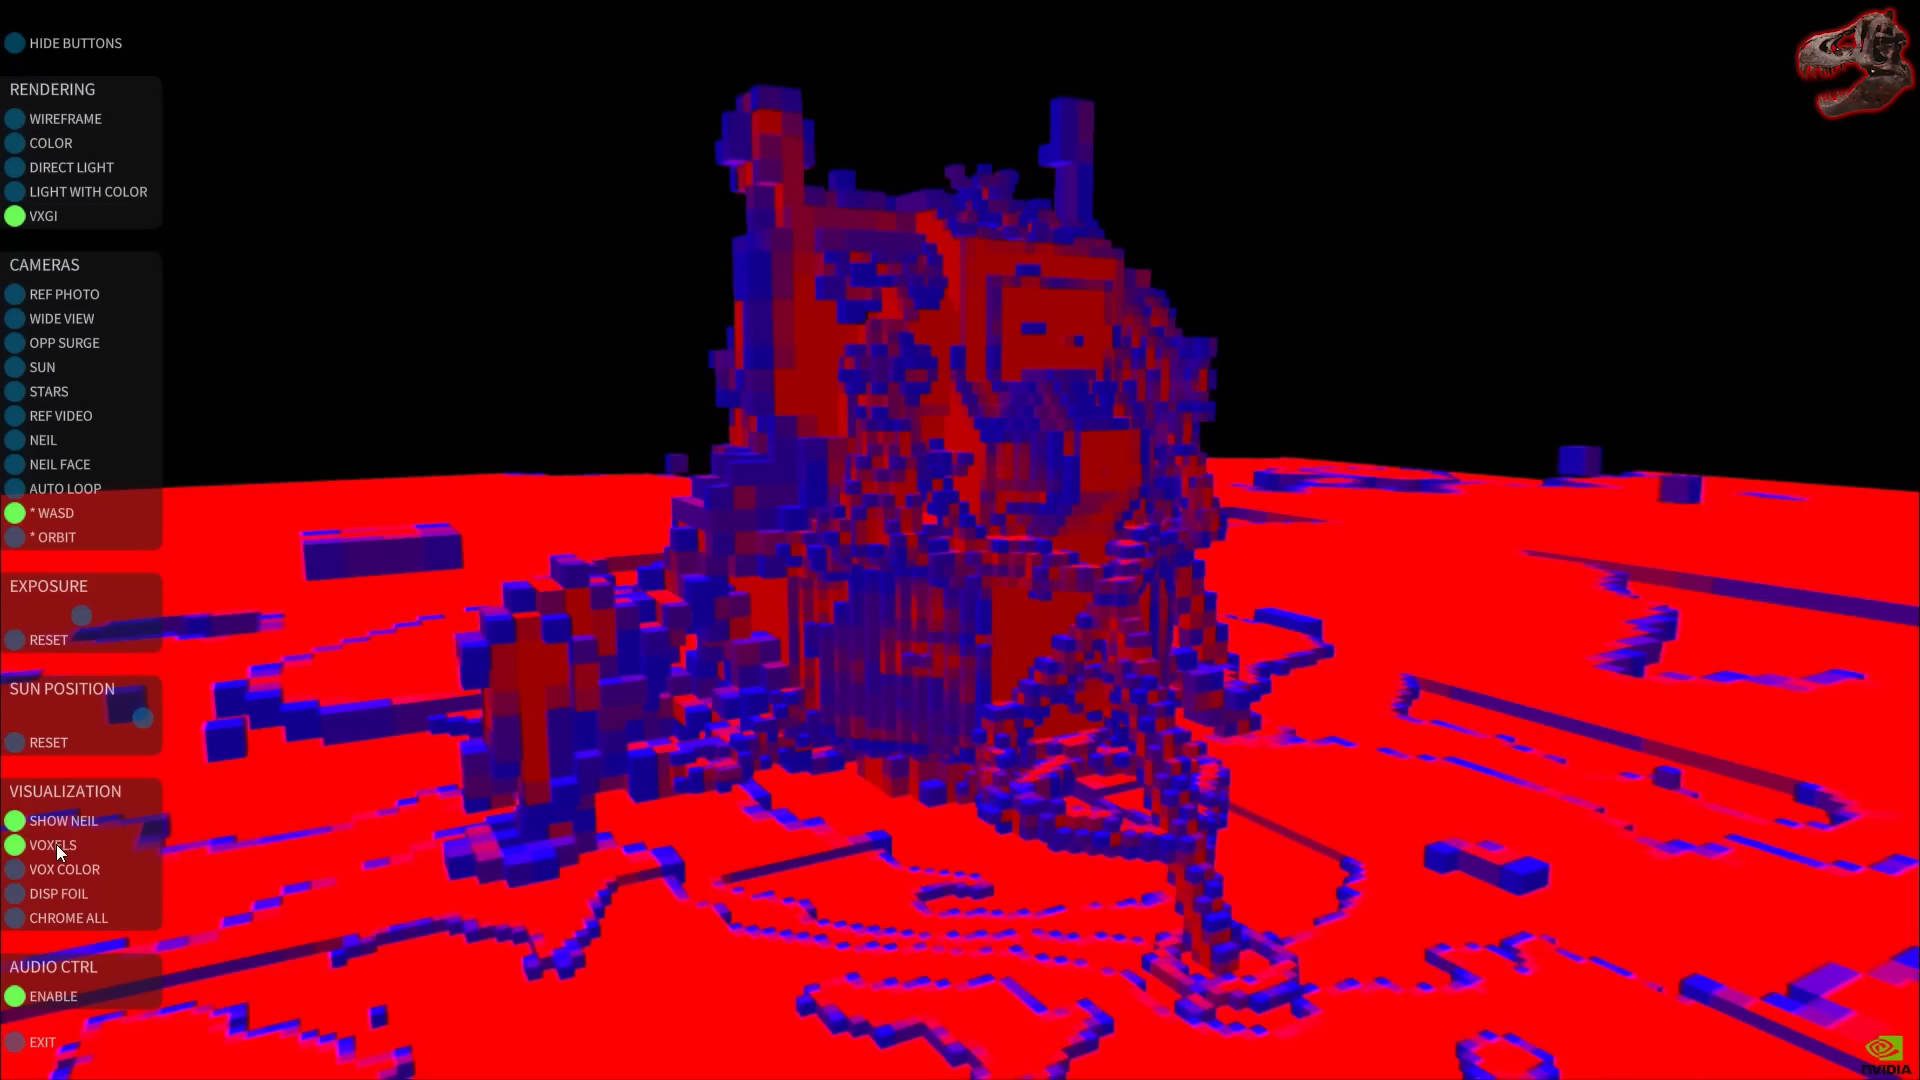 HIDE BUTTONS
RENDERING
WIREFRAME
COLOR
DIRECT LIGHT
LIGHT WITH COLOR
VXGI
CAMERAS
REF PHOTO
WIDE VIEW
OPP SURGE
SUN
STARS
REF VIDEO
NEIL
NEIL FACE
AUTO LOOP
* WASD
* ORBIT
EXPOSURE
RESET
SUN POSITION
RESET
VISUALIZATION
SHOW NEIL
VOXELS
VOX COLOR
DISP FOIL
CHROME ALL
AUDIO CTRL
ENABLE
EXIT
NVIDIA